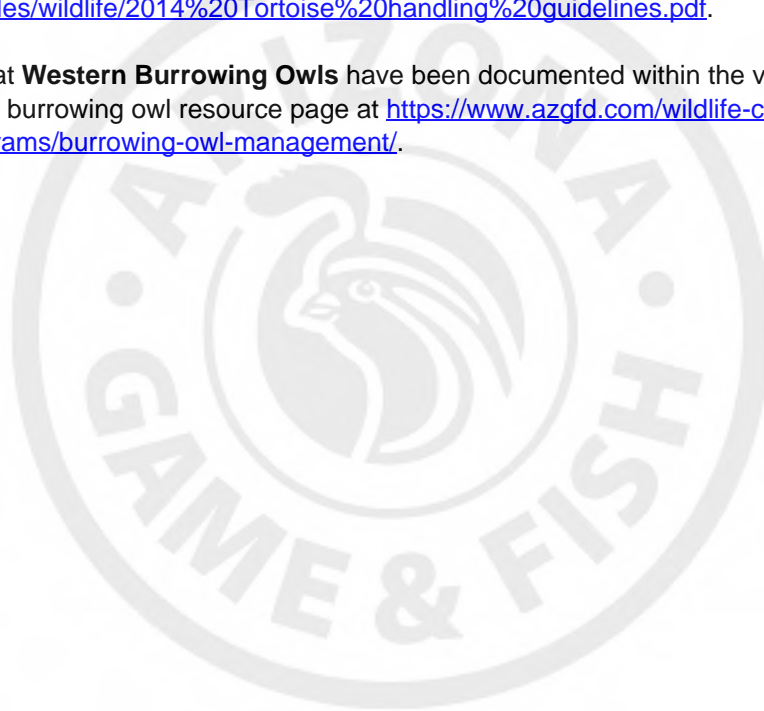 les/wildlife/2014%20Tortoise%20handling%20guidelines.pdf.
at Western Burrowing Owls have been documented within the v
burrowing owl resource page at https://www.azgfd.com/wildlife-c
rams/burrowing-owl-management/.
ARIZONA
GAME & FISH